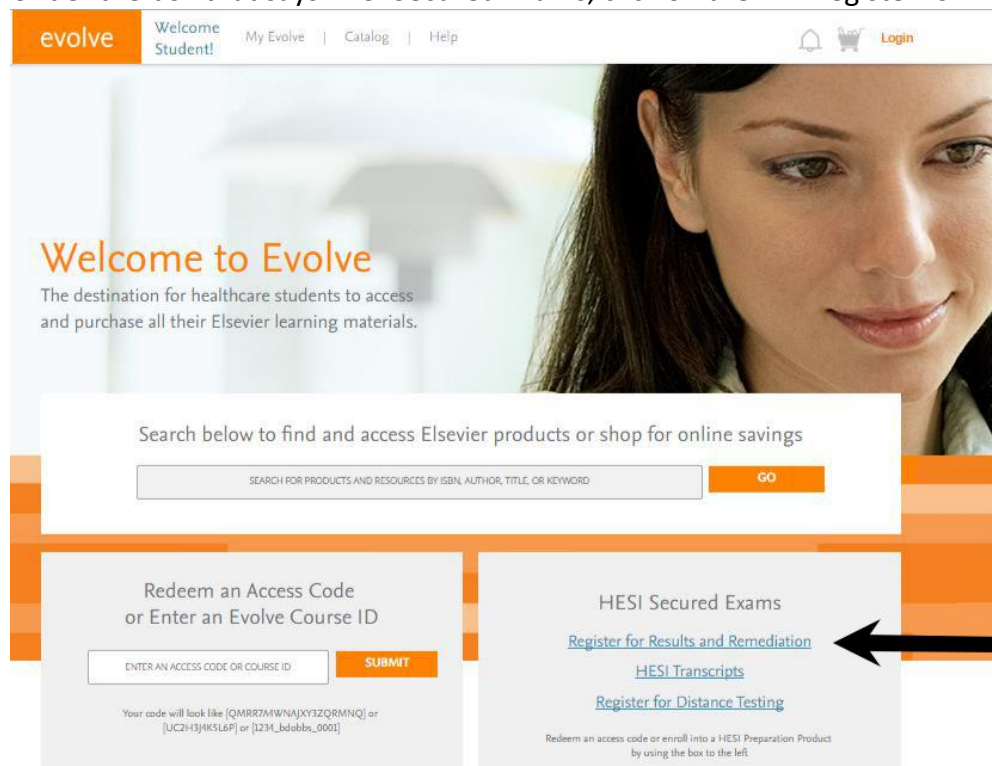 evolve
Welcome
Student!
My Evolve | Catalog | Help
Login
Welcome to Evolve
The destination for healthcare students to access
and purchase all their Elsevier learning materials.
Search below to find and access Elsevier products or shop for online savings
SEARCH FOR PRODUCTS AND RESOURCES BY ISBN, AUTHOR, TITLE, OR KEYWORD
GO
Redeem an Access Code
or Enter an Evolve Course ID
ENTER AN ACCESS CODE OR COURSE ID
SUBMIT
Your code will look like [QMRR7MWNAJXY3ZQRMNQ] or
[UC2H3J4KSL6P] or [1234_bdobbs_0001]
HESI Secured Exams
Register for Results and Remediation
HESI Transcripts
Register for Distance Testing
Redeem an access code or enroll into a HESI Preparation Product
by using the box to the left